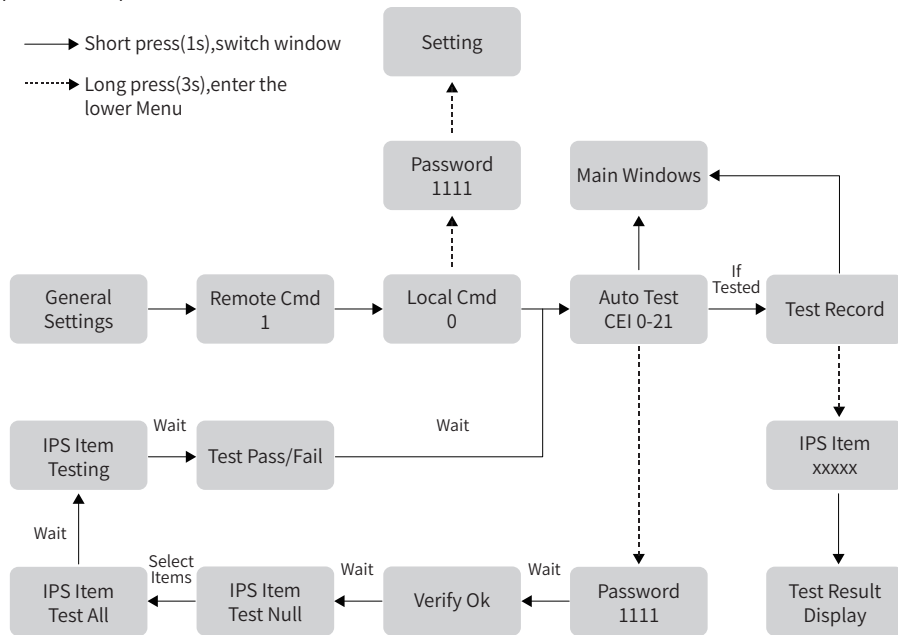 Short press(1s),switch window
Long press(3s),enter the
lower Menu
Setting
Password
1111
Main Windows
General
Settings
Remote Cmd
1
Local Cmd
0
Auto Test
CEI 0-21
If
Tested
Test Record
IPS Item
Testing
Wait
Test Pass/Fail
Wait
IPS Item
xxxxx
Wait
IPS Item
Test All
Select
Items
IPS Item
Test Null
Wait
Verify Ok
Wait
Password
1111
Test Result
Display